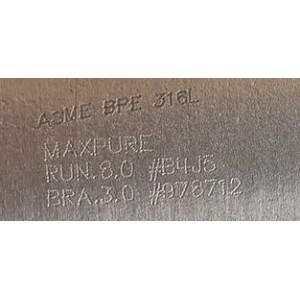 ASME BPE 316L
MAXPURE
RUN.8.0 #B4J5
BRA.3.0 #978712